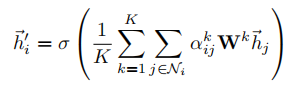 $$\vec{h}_i' = \sigma \left( \frac{1}{K} \sum_{k=1}^{K} \sum_{j \in \mathcal{N}_i} \alpha_{ij}^k \mathbf{W}^k \vec{h}_j \right)$$